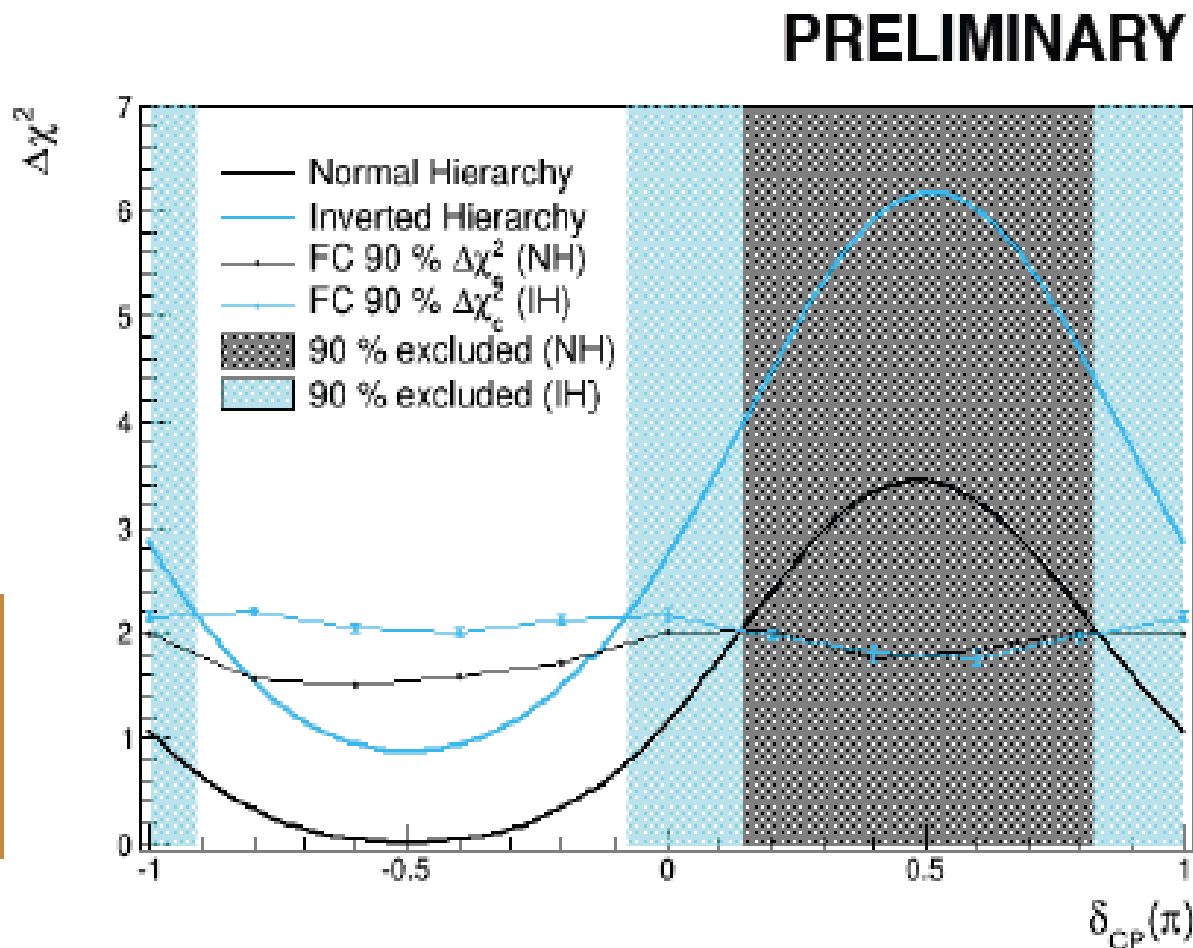 PRELIMINARY
Δχ²
7
6
5
4
3
2
1
0
Normal Hierarchy
Inverted Hierarchy
FC 90 % Δχ² (NH)
FC 90 % Δχ²c (IH)
90 % excluded (NH)
90 % excluded (IH)
-1 -0.5 0 0.5 1
δCP(π)